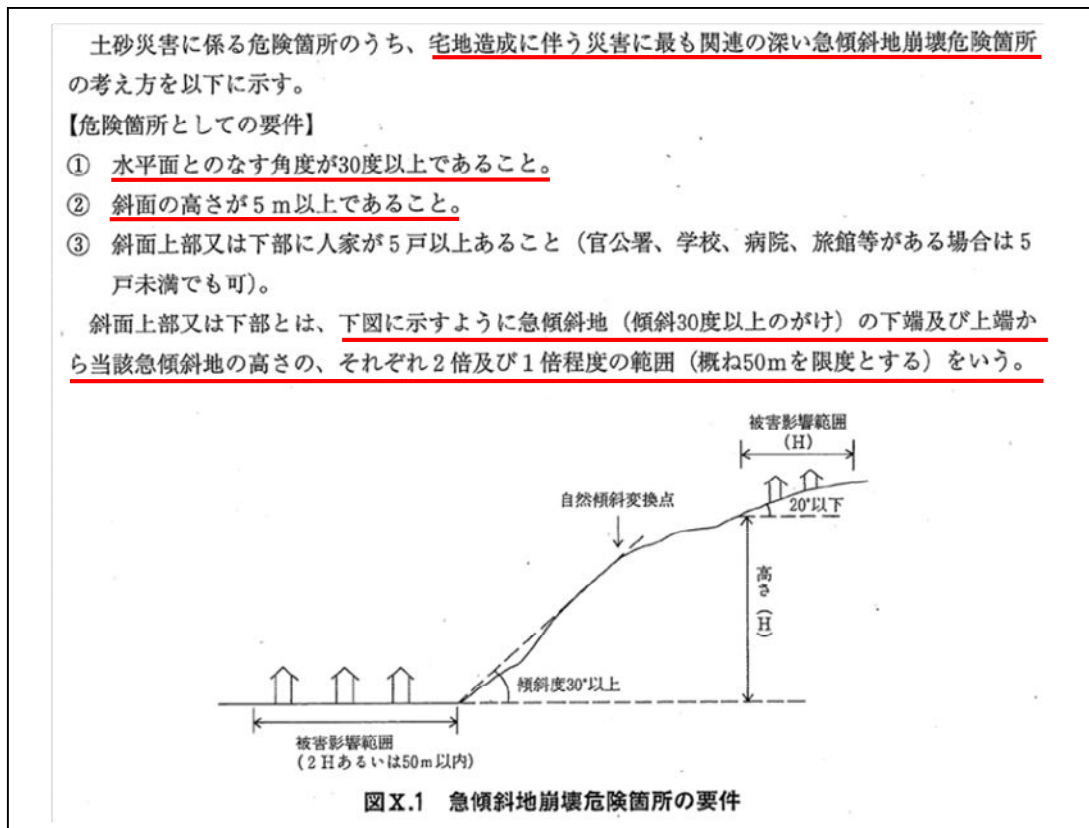 土砂災害に係る危険箇所のうち、宅地造成に伴う災害に最も関連の深い急傾斜地崩壊危険箇所
の考え方を以下に示す。
【危険箇所としての要件】
① 水平面とのなす角度が30度以上であること。
② 斜面の高さが5m以上であること。
③ 斜面上部又は下部に人家が5戸以上あること（官公署、学校、病院、旅館等がある場合は5
戸未満でも可）。
斜面上部又は下部とは、下図に示すように急傾斜地（傾斜30度以上のがけ）の下端及び上端か
ら当該急傾斜地の高さの、それぞれ2倍及び1倍程度の範囲（概ね50mを限度とする）をいう。
被害影響範囲
(H)
自然傾斜変換点
20°以下
高さ(H)
傾斜度30°以上
被害影響範囲
(2Hあるいは50m以内)
図X.1 急傾斜地崩壊危険箇所の要件